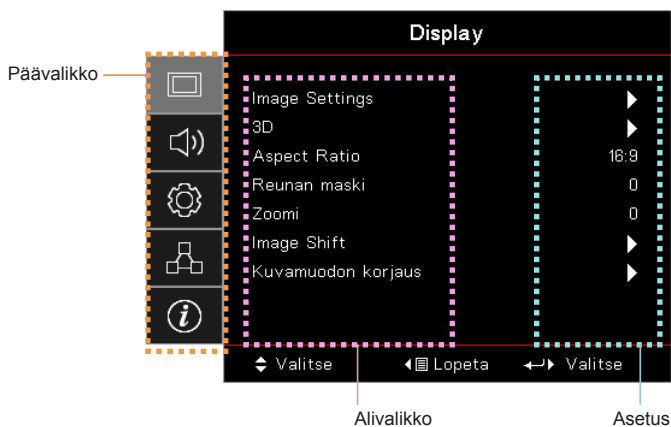 Display
Päävalikko
Image Settings
3D
Aspect Ratio 16:9
Reunan maski 0
Zoomi 0
Image Shift
Kuvamuodon korjaus
Valitse Lopeta Valitse
Alivalikko Asetus